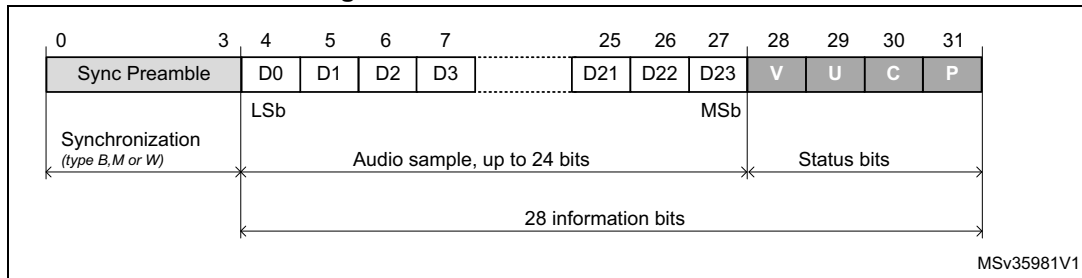 0 3 4 5 6 7 25 26 27 28 29 30 31
Sync Preamble D0 D1 D2 D3 D21 D22 D23 V U C P
LSb MSb
Synchronization
(type B,M or W) Audio sample, up to 24 bits Status bits
28 information bits
MSv35981V1